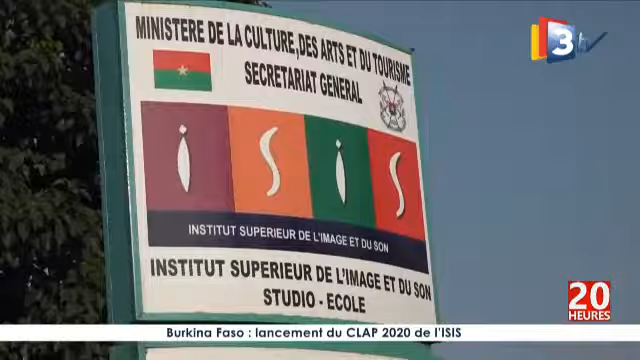 MINISTERE DE LA CULTURE, DES ARTS ET DU TOURISME
SECRETARIAT GENERAL
isis
INSTITUT SUPERIEUR DE L'IMAGE ET DU SON
INSTITUT SUPERIEUR DE L'IMAGE ET DU SON
STUDIO - ECOLE
3tv
20
HEURES
Burkina Faso : lancement du CLAP 2020 de l'ISIS